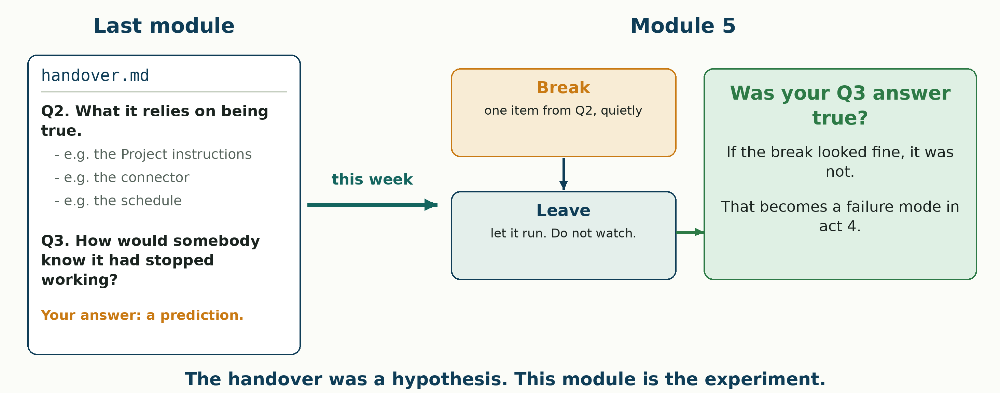 Last module
Module 5
handover.md
Q2. What it relies on being
true.
- e.g. the Project instructions
- e.g. the connector
- e.g. the schedule
Q3. How would somebody
know it had stopped
working?
Your answer: a prediction.
this week
Break
one item from Q2, quietly
Leave
let it run. Do not watch.
Was your Q3 answer
true?
If the break looked fine, it was
not.
That becomes a failure mode in
act 4.
The handover was a hypothesis. This module is the experiment.